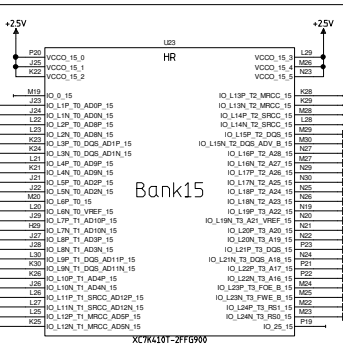 +2.5V
+2.5V
U23
HR
P20 VCCO_15_0
J25 VCCO_15_1
K22 VCCO_15_2
VCCO_15_3 L29
VCCO_15_4 M26
VCCO_15_5 N23
M19 IO_0_15
J23 IO_L1P_T0_AD0P_15
J24 IO_L1N_T0_AD0N_15
L22 IO_L2P_T0_AD8P_15
L23 IO_L2N_T0_AD8N_15
K23 IO_L3P_T0_DQS_AD1P_15
K24 IO_L3N_T0_DQS_AD1N_15
L21 IO_L4P_T0_AD9P_15
K21 IO_L4N_T0_AD9N_15
J21 IO_L5P_T0_AD2P_15
J22 IO_L5N_T0_AD2N_15
M20 IO_L6P_T0_15
L20 IO_L6N_T0_VREF_15
J29 IO_L7P_T1_AD10P_15
H29 IO_L7N_T1_AD10N_15
J27 IO_L8P_T1_AD3P_15
J28 IO_L8N_T1_AD3N_15
L30 IO_L9P_T1_DQS_AD11P_15
K30 IO_L9N_T1_DQS_AD11N_15
K26 IO_L10P_T1_AD4P_15
J26 IO_L10N_T1_AD4N_15
L26 IO_L11P_T1_SRCC_AD12P_15
L27 IO_L11N_T1_SRCC_AD12N_15
L25 IO_L12P_T1_MRCC_AD5P_15
K25 IO_L12N_T1_MRCC_AD5N_15
Bank15
IO_L13P_T2_MRCC_15 K28
IO_L13N_T2_MRCC_15 K29
IO_L14P_T2_SRCC_15 M28
IO_L14N_T2_SRCC_15 L28
IO_L15P_T2_DQS_15 M29
IO_L15N_T2_DQS_ADV_B_15 M30
IO_L16P_T2_A28_15 N27
IO_L16N_T2_A27_15 M27
IO_L17P_T2_A26_15 N29
IO_L17N_T2_A25_15 N30
IO_L18P_T2_A24_15 N25
IO_L18N_T2_A23_15 N26
IO_L19P_T3_A22_15 N19
IO_L19N_T3_A21_VREF_15 N20
IO_L20P_T3_A20_15 N21
IO_L20N_T3_A19_15 N22
IO_L21P_T3_DQS_15 P23
IO_L21N_T3_DQS_A18_15 N24
IO_L22P_T3_A17_15 P21
IO_L22N_T3_A16_15 P22
IO_L23P_T3_FOE_B_15 M24
IO_L23N_T3_FWE_B_15 M25
IO_L24P_T3_RS1_15 M22
IO_L24N_T3_RS0_15 M23
IO_25_15 P19
XC7K410T-2FFG900